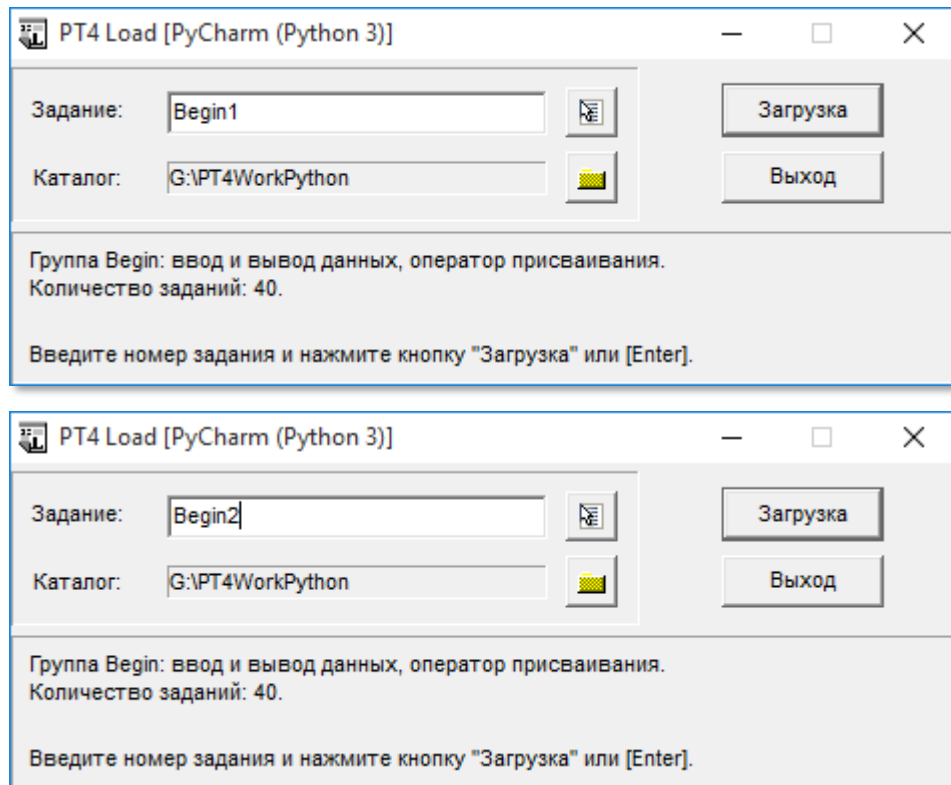 PT4 Load [PyCharm (Python 3)]
Задание: Begin1 Загрузка
Каталог: G:\PT4WorkPython Выход
Группа Begin: ввод и вывод данных, оператор присваивания.
Количество заданий: 40.
Введите номер задания и нажмите кнопку "Загрузка" или [Enter].
PT4 Load [PyCharm (Python 3)]
Задание: Begin2 Загрузка
Каталог: G:\PT4WorkPython Выход
Группа Begin: ввод и вывод данных, оператор присваивания.
Количество заданий: 40.
Введите номер задания и нажмите кнопку "Загрузка" или [Enter].